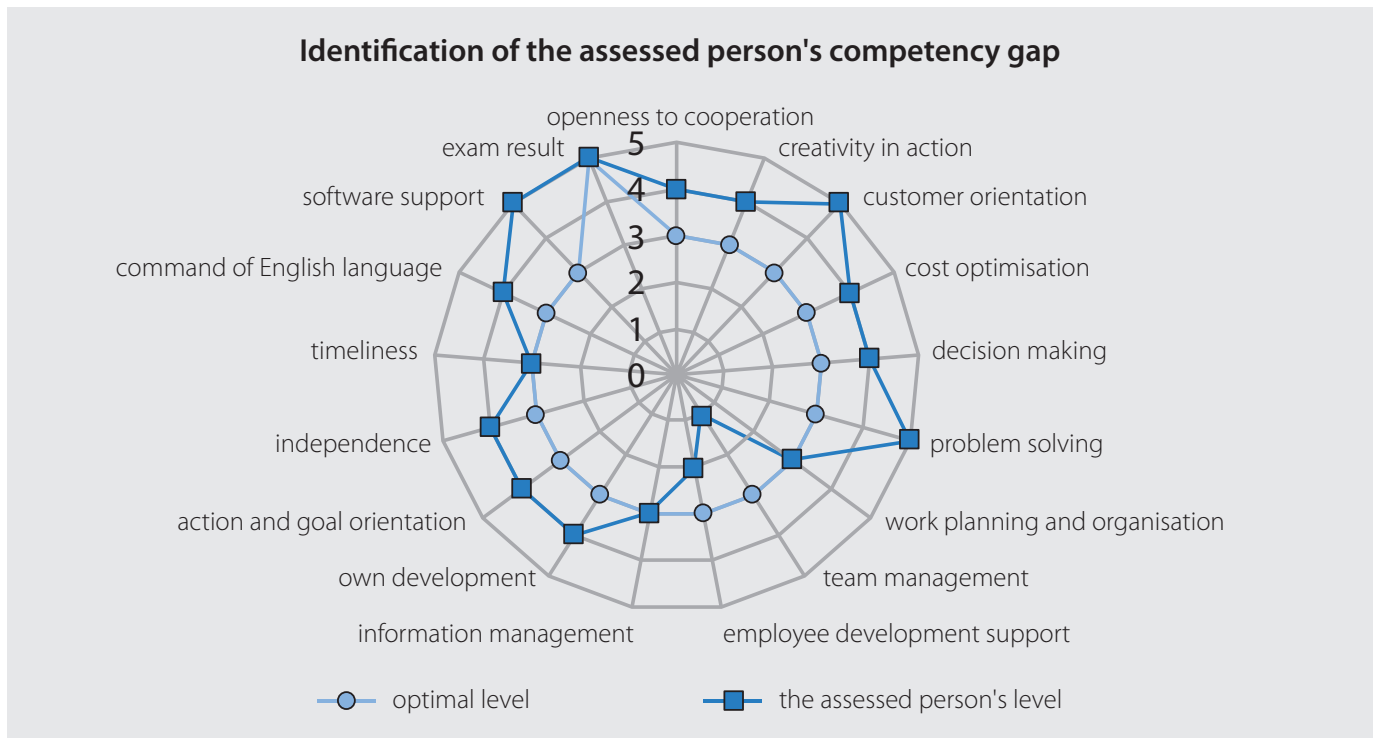 Identification of the assessed person's competency gap
openness to cooperation
exam result
5
creativity in action
software support
4
customer orientation
3
command of English language
cost optimisation
2
1
timeliness
decision making
0
independence
problem solving
action and goal orientation
work planning and organisation
own development
team management
information management
employee development support
optimal level
the assessed person's level